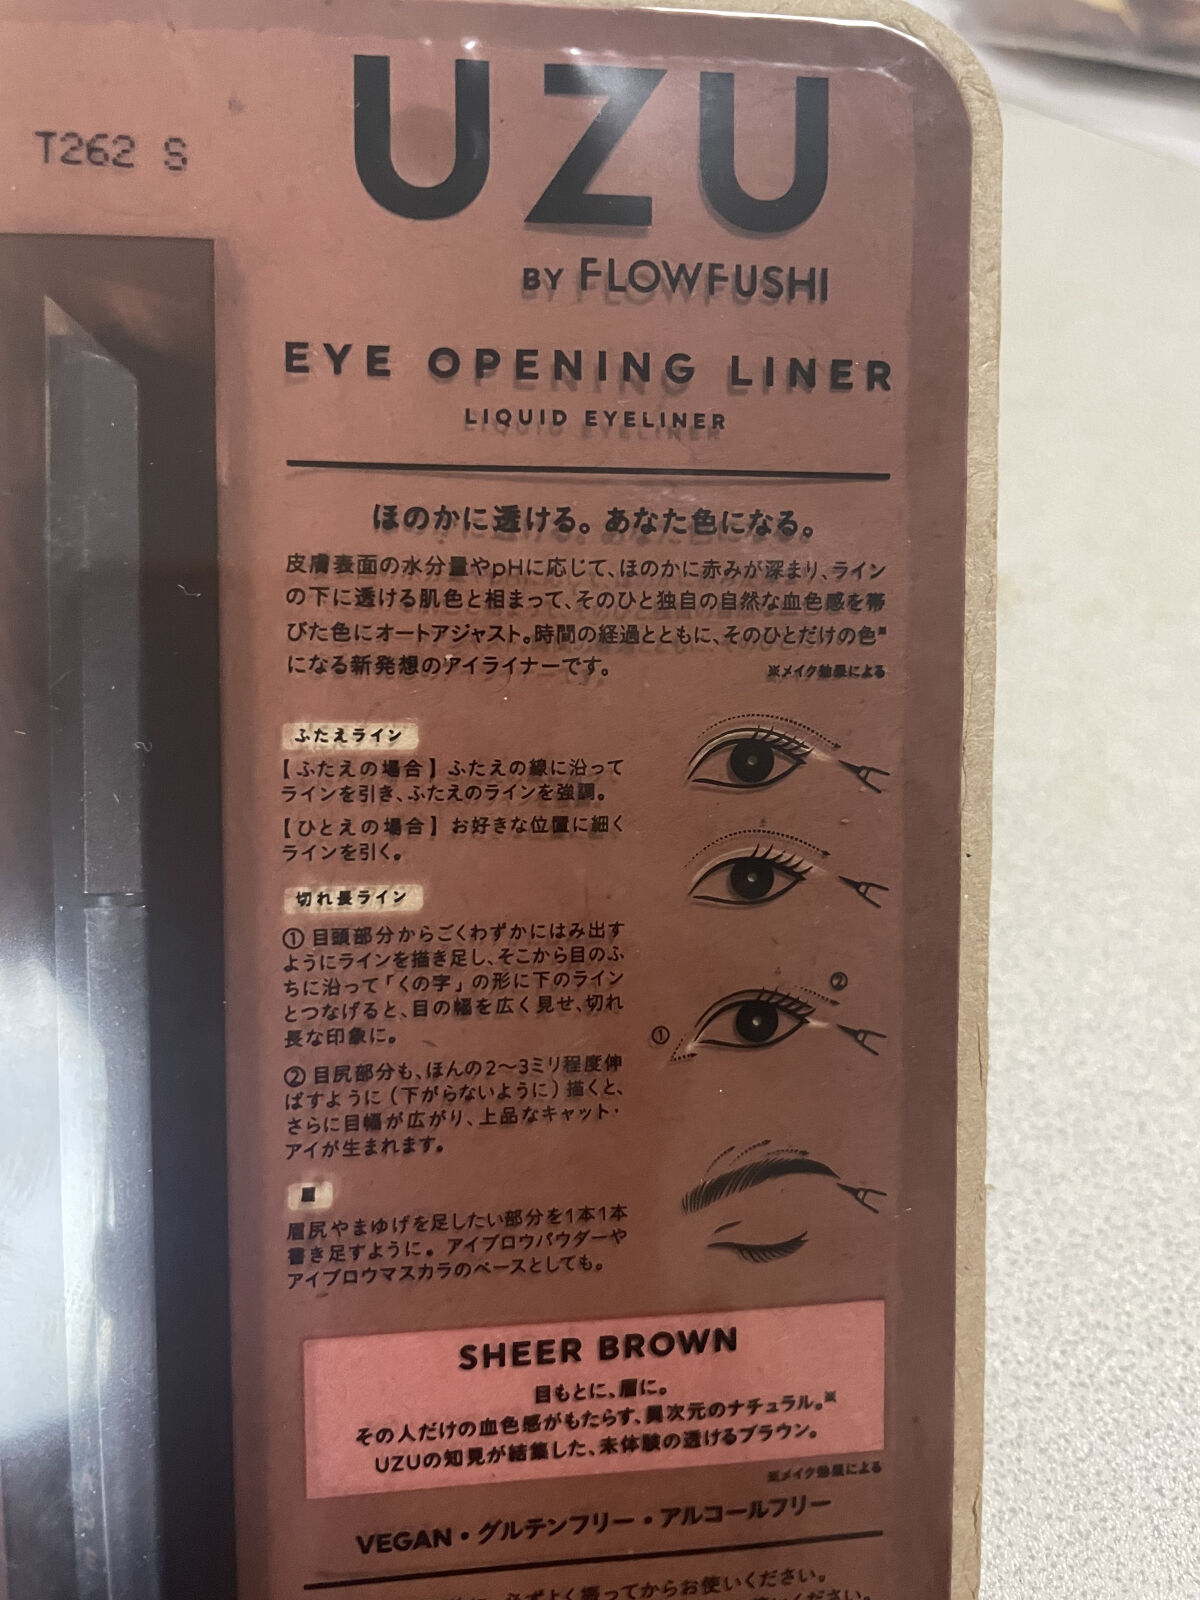 T262 S
UZU
BY FLOWFUSHI
EYE OPENING LINER
LIQUID EYELINER
ほのかに透ける。あなた色になる。
皮膚表面の水分量やpHに応じて、ほのかに赤みが深まり、ライン
の下に透ける肌色と相まって、そのひと独自の自然な血色感を帯
びた色にオートアジャスト。時間の経過とともに、そのひとだけの色※
になる新発想のアイライナーです。
※メイク効果による
ふたえライン
【ふたえの場合】ふたえの線に沿って
ラインを引き、ふたえのラインを強調。
【ひとえの場合】お好きな位置に細く
ラインを引く。
切れ長ライン
① 目頭部分からごくわずかにはみ出す
ようにラインを描き足し、そこから目のふ
ちに沿って「くの字」の形に下のライン
とつなげると、目の幅を広く見せ、切れ
長な印象に。
② 目尻部分も、ほんの2〜3ミリ程度伸
ばすように(下がらないように)描くと、
さらに目幅が広がり、上品なキャット・
アイが生まれます。
②
①
眉
眉尻やまゆげを足したい部分を1本1本
書き足すように。アイブロウパウダーや
アイブロウマスカラのベースとしても。
SHEER BROWN
目もとに、眉に。
その人だけの血色感がもたらす、異次元のナチュラル。※
UZUの知見が結集した、未体験の透けるブラウン。
※メイク効果による
VEGAN・グルテンフリー・アルコールフリー
必ずよく振ってからお使いください。
ください。